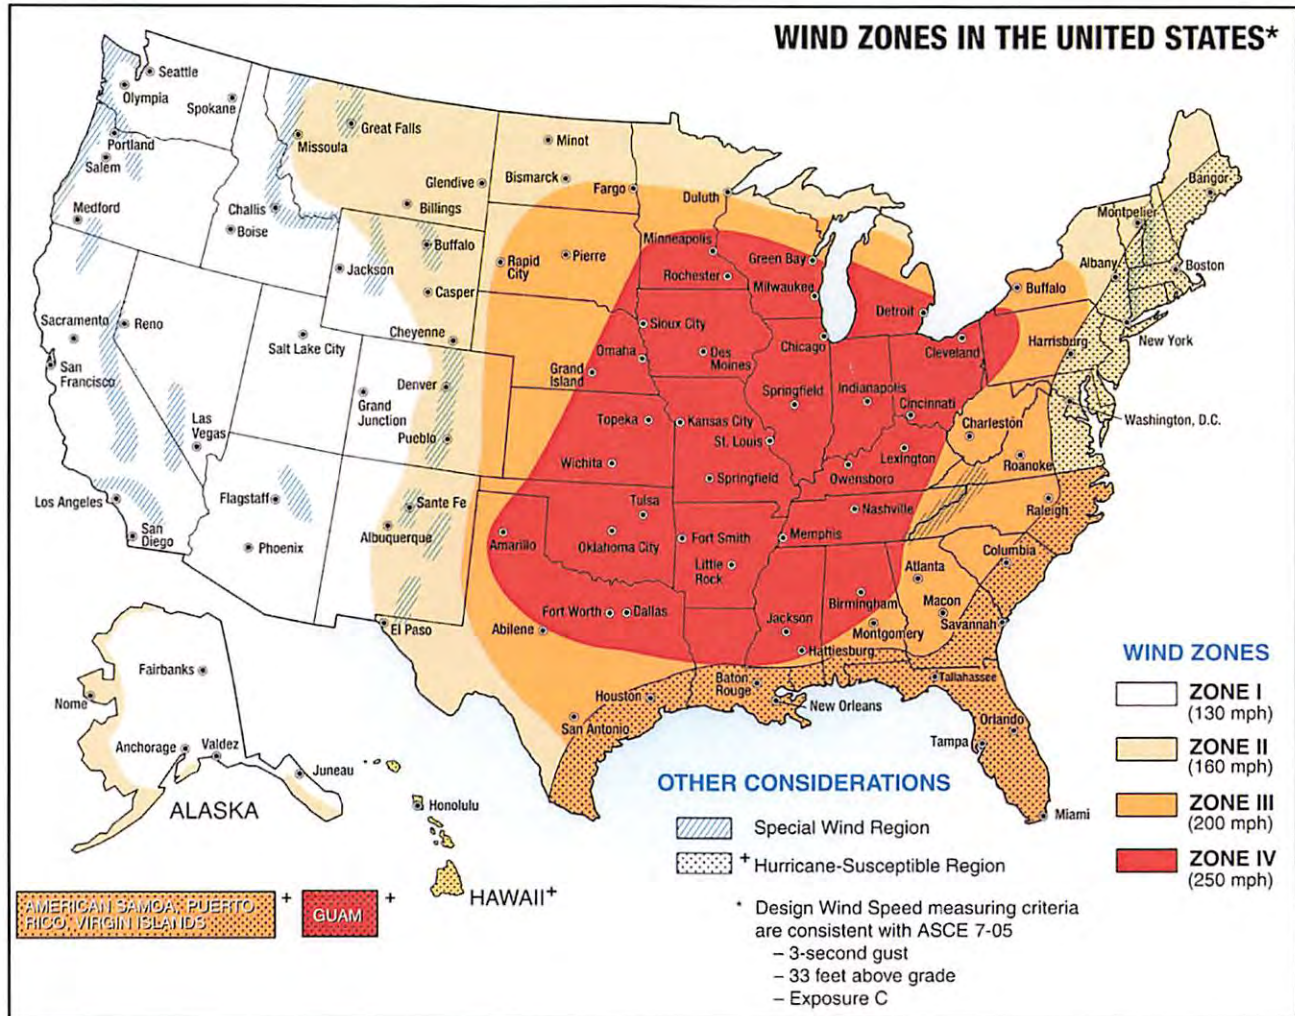 WIND ZONES IN THE UNITED STATES*
Seattle
Olympia
Spokane
Portland
Salem
Medford
Missoula
Great Falls
Glendive
Billings
Challis
Boise
Buffalo
Jackson
Casper
Cheyenne
Minot
Bismarck
Fargo
Duluth
Rapid
City
Pierre
Minneapolis
Rochester
Green Bay
Milwaukee
Detroit
Chicago
Cleveland
Bangor
Montpelier
Albany
Boston
Buffalo
Harrisburg
New York
Washington, D.C.
Sacramento
San
Francisco
Reno
Salt Lake City
Las
Vegas
Los Angeles
San
Diego
Flagstaff
Phoenix
Grand
Junction
Denver
Pueblo
Sante Fe
Albuquerque
El Paso
Sioux City
Omaha
Des
Moines
Grand
Island
Topeka
Kansas City
Wichita
St. Louis
Springfield
Springfield
Indianapolis
Cincinnati
Lexington
Owensboro
Charleston
Roanoke
Raleigh
Nashville
Memphis
Tulsa
Oklahoma City
Amarillo
Fort Smith
Little
Rock
Fort Worth
Dallas
Abilene
Houston
San Antonio
Jackson
Hattiesburg
Baton
Rouge
New Orleans
Birmingham
Montgomery
Atlanta
Macon
Columbia
Savannah
Tallahassee
Orlando
Tampa
Miami
Fairbanks
Nome
Anchorage
Valdez
Juneau
ALASKA
Honolulu
HAWAII+
AMERICAN SAMOA, PUERTO
RICO, VIRGIN ISLANDS
+
GUAM
+
WIND ZONES
ZONE I
(130 mph)
ZONE II
(160 mph)
ZONE III
(200 mph)
ZONE IV
(250 mph)
OTHER CONSIDERATIONS
Special Wind Region
+ Hurricane-Susceptible Region
* Design Wind Speed measuring criteria
are consistent with ASCE 7-05
– 3-second gust
– 33 feet above grade
– Exposure C